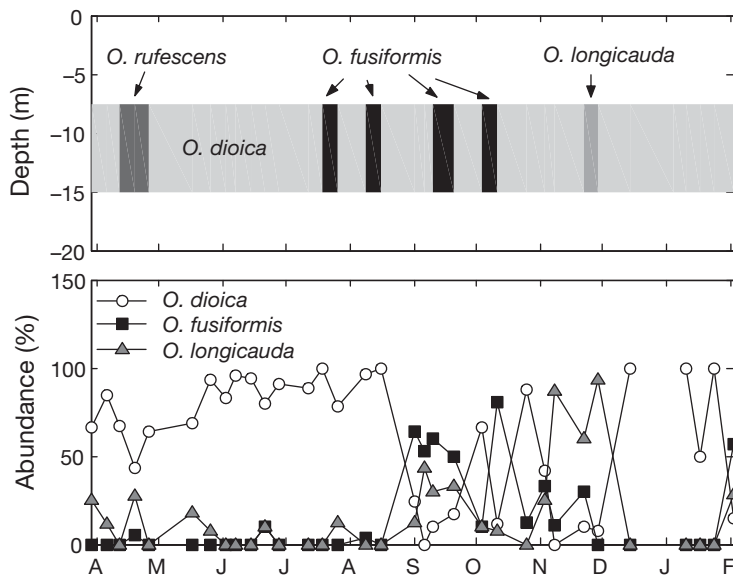 0
O. rufescens
O. fusiformis
O. longicauda
−5
Depth (m)
−10
O. dioica
−15
−20
150
O. dioica
O. fusiformis
O. longicauda
100
Abundance (%)
50
0
A M J J A S O N D J F